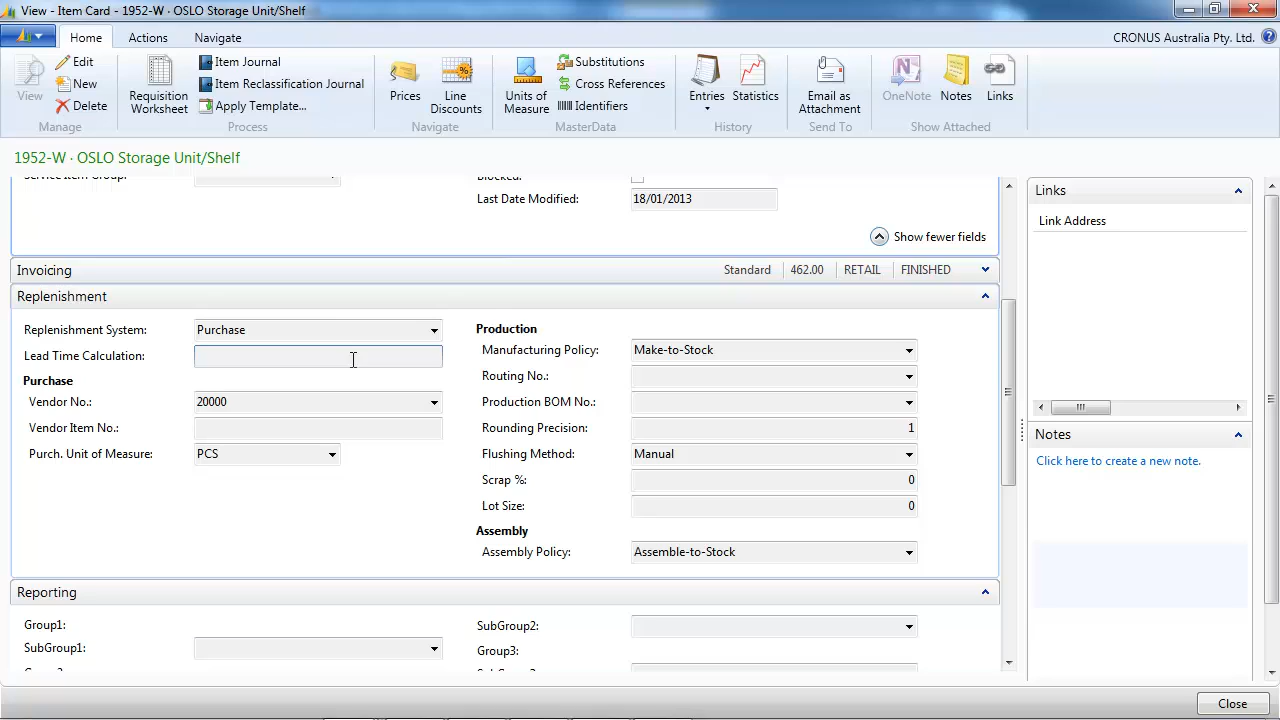 View - Item Card - 1952-W · OSLO Storage Unit/Shelf
Home Actions Navigate CRONUS Australia Pty. Ltd.
View
Edit
New
Delete
Manage
Requisition Worksheet
Item Journal
Item Reclassification Journal
Apply Template...
Process
Prices
Line Discounts
Navigate
Units of Measure
Substitutions
Cross References
Identifiers
MasterData
Entries
Statistics
History
Email as Attachment
Send To
OneNote
Notes
Links
Show Attached
1952-W · OSLO Storage Unit/Shelf
Service Item Group:
Blocked:
Last Date Modified: 18/01/2013
Show fewer fields
Invoicing Standard 462.00 RETAIL FINISHED
Replenishment
Replenishment System: Purchase
Lead Time Calculation:
Purchase
Vendor No.: 20000
Vendor Item No.:
Purch. Unit of Measure: PCS
Production
Manufacturing Policy: Make-to-Stock
Routing No.:
Production BOM No.:
Rounding Precision: 1
Flushing Method: Manual
Scrap %: 0
Lot Size: 0
Assembly
Assembly Policy: Assemble-to-Stock
Reporting
Group1:
SubGroup1:
SubGroup2:
Group3:
Links
Link Address
Notes
Click here to create a new note.
Close